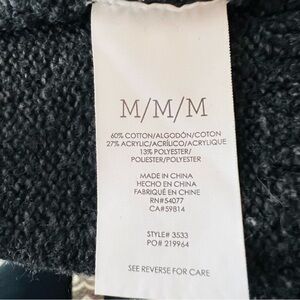 M/M/M
60% COTTON/ALGODÓN/COTON
27% ACRYLIC/ACRÍLICO/ACRYLIQUE
13% POLYESTER/
POLIESTER/POLYESTER
MADE IN CHINA
HECHO EN CHINA
FABRIQUÉ EN CHINE
RN#54077
CA#59814
STYLE# 3533
PO# 219964
SEE REVERSE FOR CARE